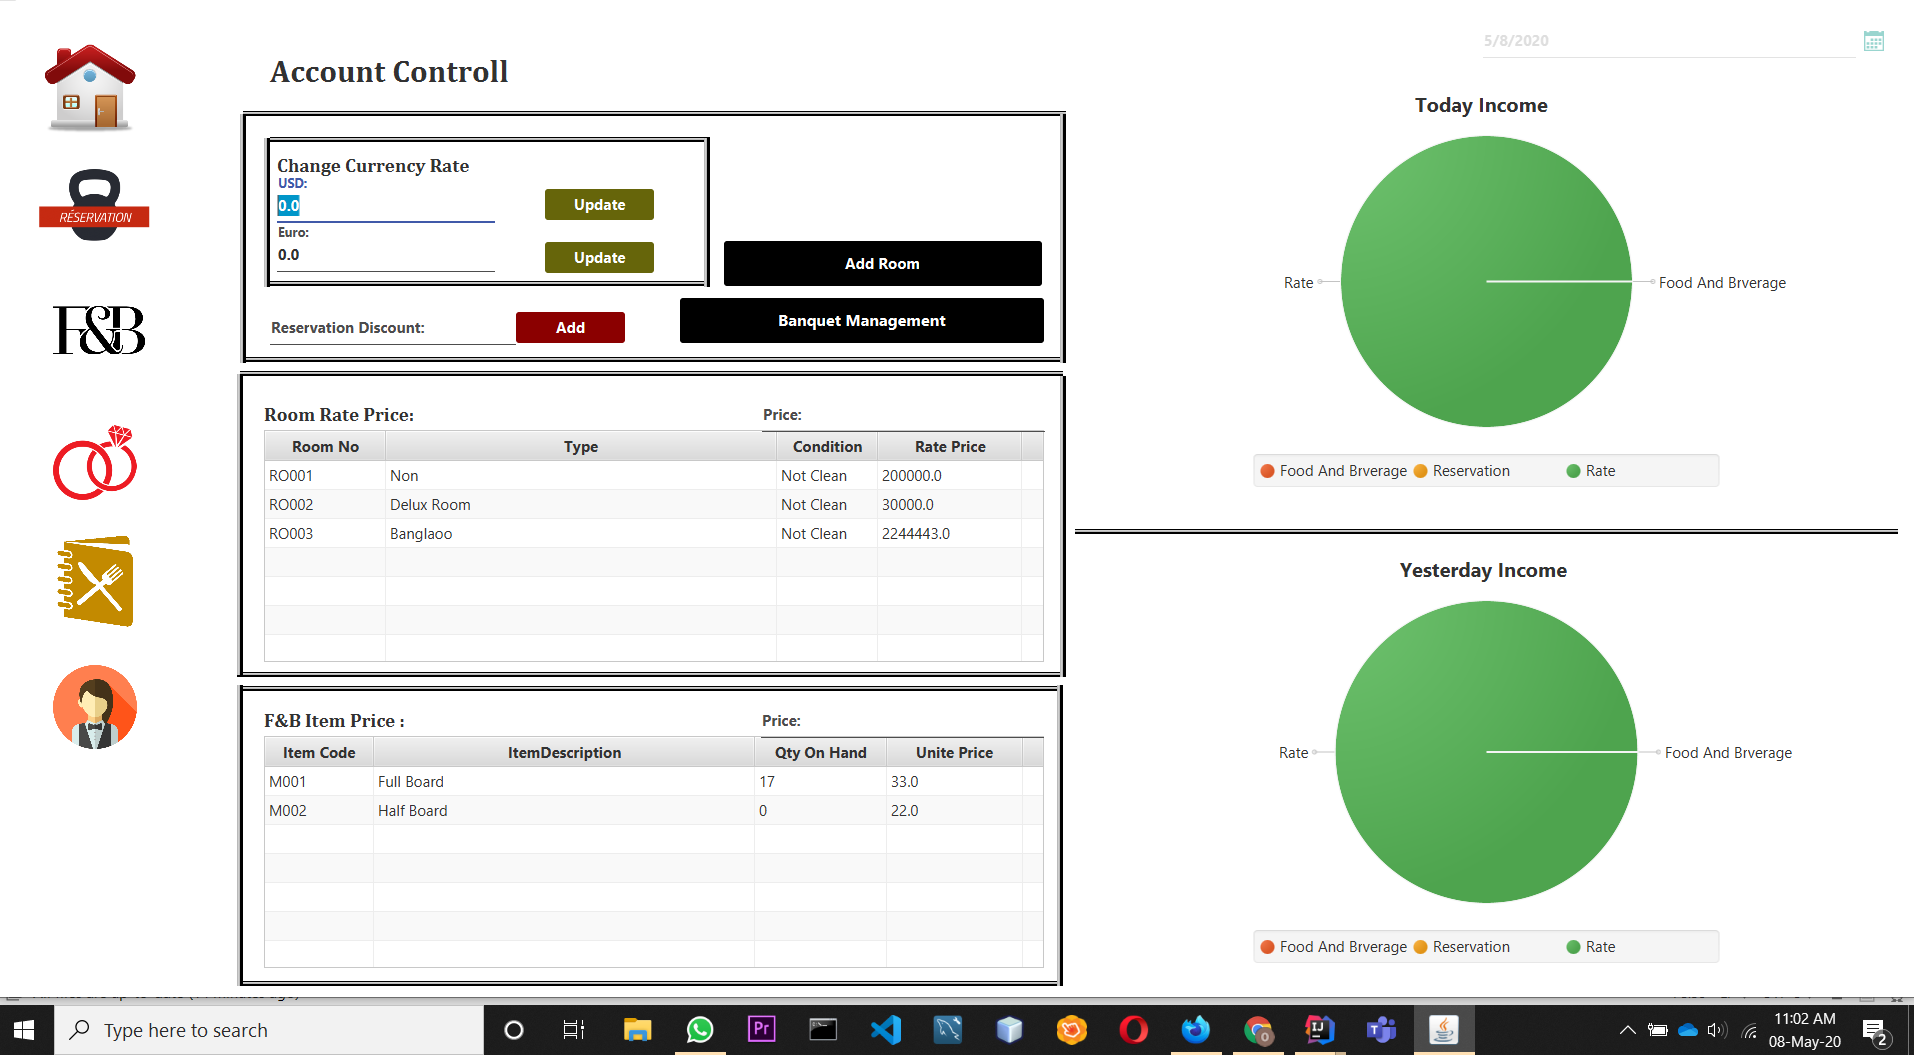 5/8/2020
Account Controll
Change Currency Rate
USD:
0.0
Update
Euro:
0.0
Update
Add Room
Reservation Discount:
Add
Banquet Management
RÉSERVATION
F&B
Room Rate Price:
Price:
Room No Type Condition Rate Price
RO001 Non Not Clean 200000.0
RO002 Delux Room Not Clean 30000.0
RO003 Banglaoo Not Clean 2244443.0
F&B Item Price :
Price:
Item Code ItemDescription Qty On Hand Unite Price
M001 Full Board 17 33.0
M002 Half Board 0 22.0
Today Income
Rate
Food And Brverage
Food And Brverage Reservation Rate
Yesterday Income
Rate
Food And Brverage
Food And Brverage Reservation Rate
Type here to search
Pr
IJ
11:02 AM
08-May-20
2